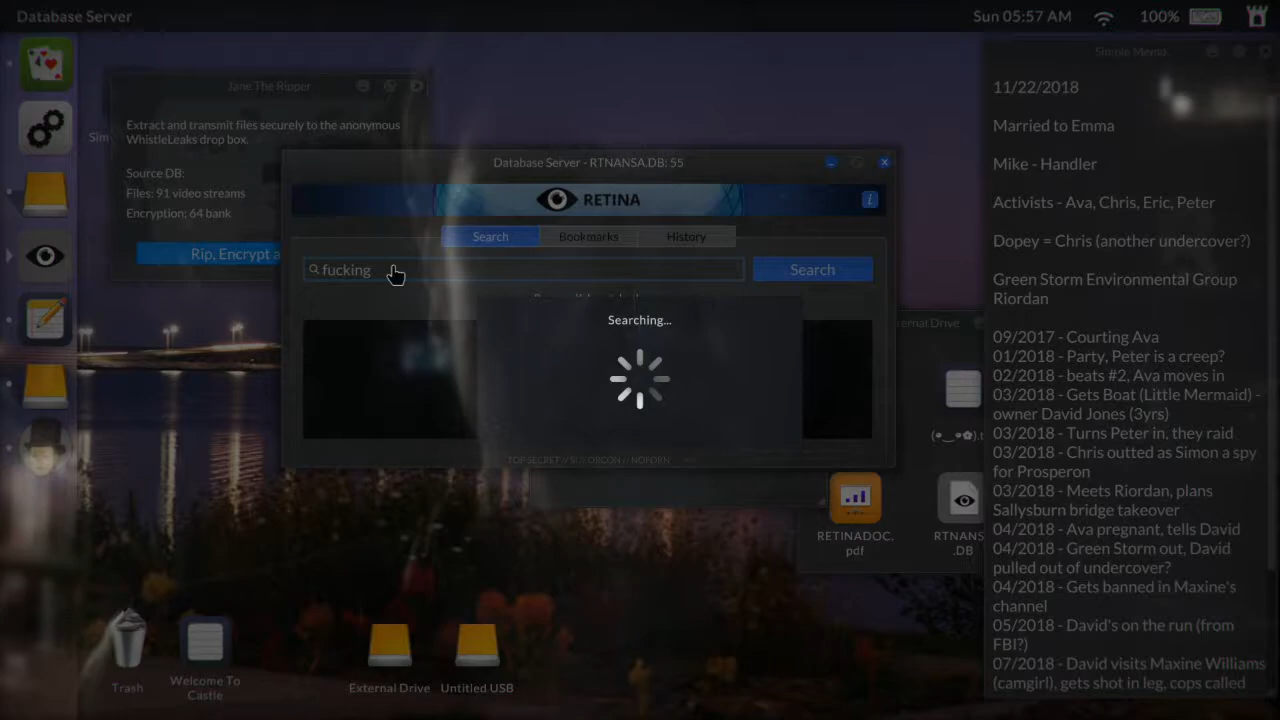 Database Server
Sun 05:57 AM
100%
Simple Memo
Jane The Ripper
Extract and transmit files securely to the anonymous
WhistleLeaks drop box.
Sim
Source DB:
Files: 91 video streams
Encryption: 64 bank
Rip, Encrypt a
Database Server - RTNANSA.DB: 55
RETINA
i
Search
Bookmarks
History
fucking
Search
Searching...
TOP SECRET // SI/FORCON // NOFORN
ernal Drive
RETINADOC.
pdf
RTNANS
.DB
Trash
Welcome To
Castle
External Drive
Untitled USB
11/22/2018
Married to Emma
Mike - Handler
Activists - Ava, Chris, Eric, Peter
Dopey = Chris (another undercover?)
Green Storm Environmental Group
Riordan
09/2017 - Courting Ava
01/2018 - Party, Peter is a creep?
02/2018 - beats #2, Ava moves in
03/2018 - Gets Boat (Little Mermaid) -
owner David Jones (3yrs)
03/2018 - Turns Peter in, they raid
03/2018 - Chris outted as Simon a spy
for Prosperon
03/2018 - Meets Riordan, plans
Sallysburn bridge takeover
04/2018 - Ava pregnant, tells David
04/2018 - Green Storm out, David
pulled out of undercover?
04/2018 - Gets banned in Maxine's
channel
05/2018 - David's on the run (from
FBI?)
07/2018 - David visits Maxine Williams
(camgirl), gets shot in leg, cops called